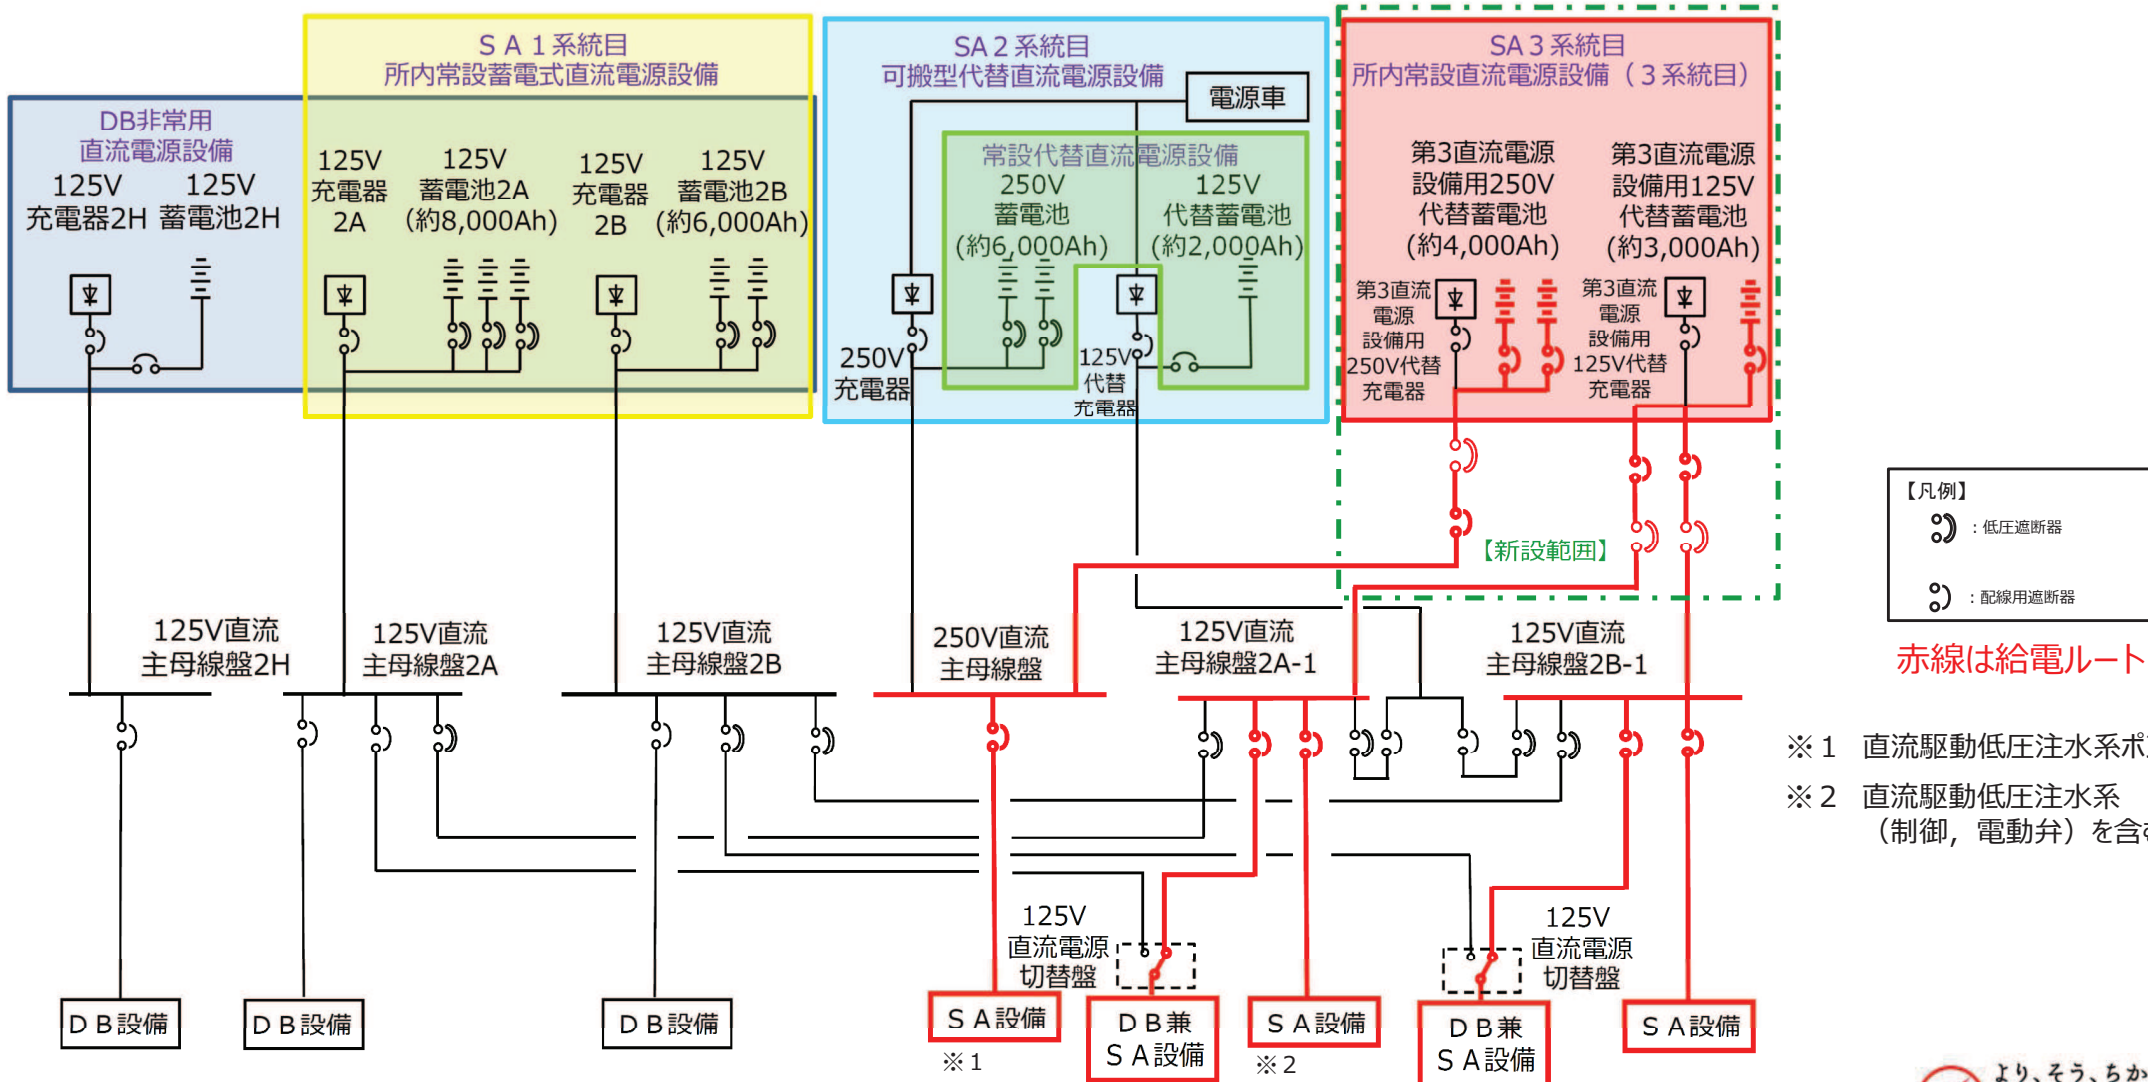 SA1系統目
所内常設蓄電式直流電源設備
SA2系統目
可搬型代替直流電源設備
SA3系統目
所内常設直流電源設備（3系統目）
電源車
DB非常用
直流電源設備
125V
充電器2H
125V
蓄電池2H
125V
充電器
2A
125V
蓄電池2A
(約8,000Ah)
125V
充電器
2B
125V
蓄電池2B
(約6,000Ah)
常設代替直流電源設備
250V
蓄電池
(約6,000Ah)
125V
代替蓄電池
(約2,000Ah)
250V
充電器
125V
代替
充電器
第3直流電源
設備用250V
代替蓄電池
(約4,000Ah)
第3直流電源
設備用125V
代替蓄電池
(約3,000Ah)
第3直流
電源
設備用
250V代替
充電器
第3直流
電源
設備用
125V代替
充電器
【新設範囲】
【凡例】
：低圧遮断器
：配線用遮断器
赤線は給電ルート
125V直流
主母線盤2H
125V直流
主母線盤2A
125V直流
主母線盤2B
250V直流
主母線盤
125V直流
主母線盤2A-1
125V直流
主母線盤2B-1
※1 直流駆動低圧注水系ポ
※2 直流駆動低圧注水系
（制御，電動弁）を含
125V
直流電源
切替盤
125V
直流電源
切替盤
DB設備
DB設備
DB設備
SA設備
※1
DB兼
SA設備
SA設備
※2
DB兼
SA設備
SA設備
より、そう、ちか